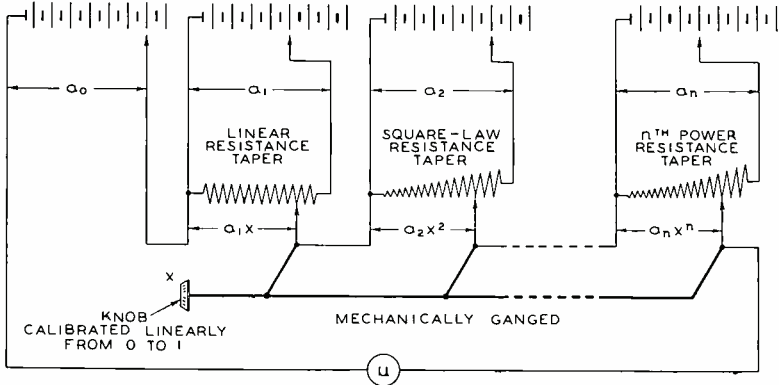 a₀
a₁
a₂
aₙ
LINEAR
RESISTANCE
TAPER
SQUARE-LAW
RESISTANCE
TAPER
nᵀᴴ POWER
RESISTANCE
TAPER
a₁x
a₂x²
aₙxⁿ
x
KNOB
CALIBRATED LINEARLY
FROM 0 TO 1
MECHANICALLY GANGED
u